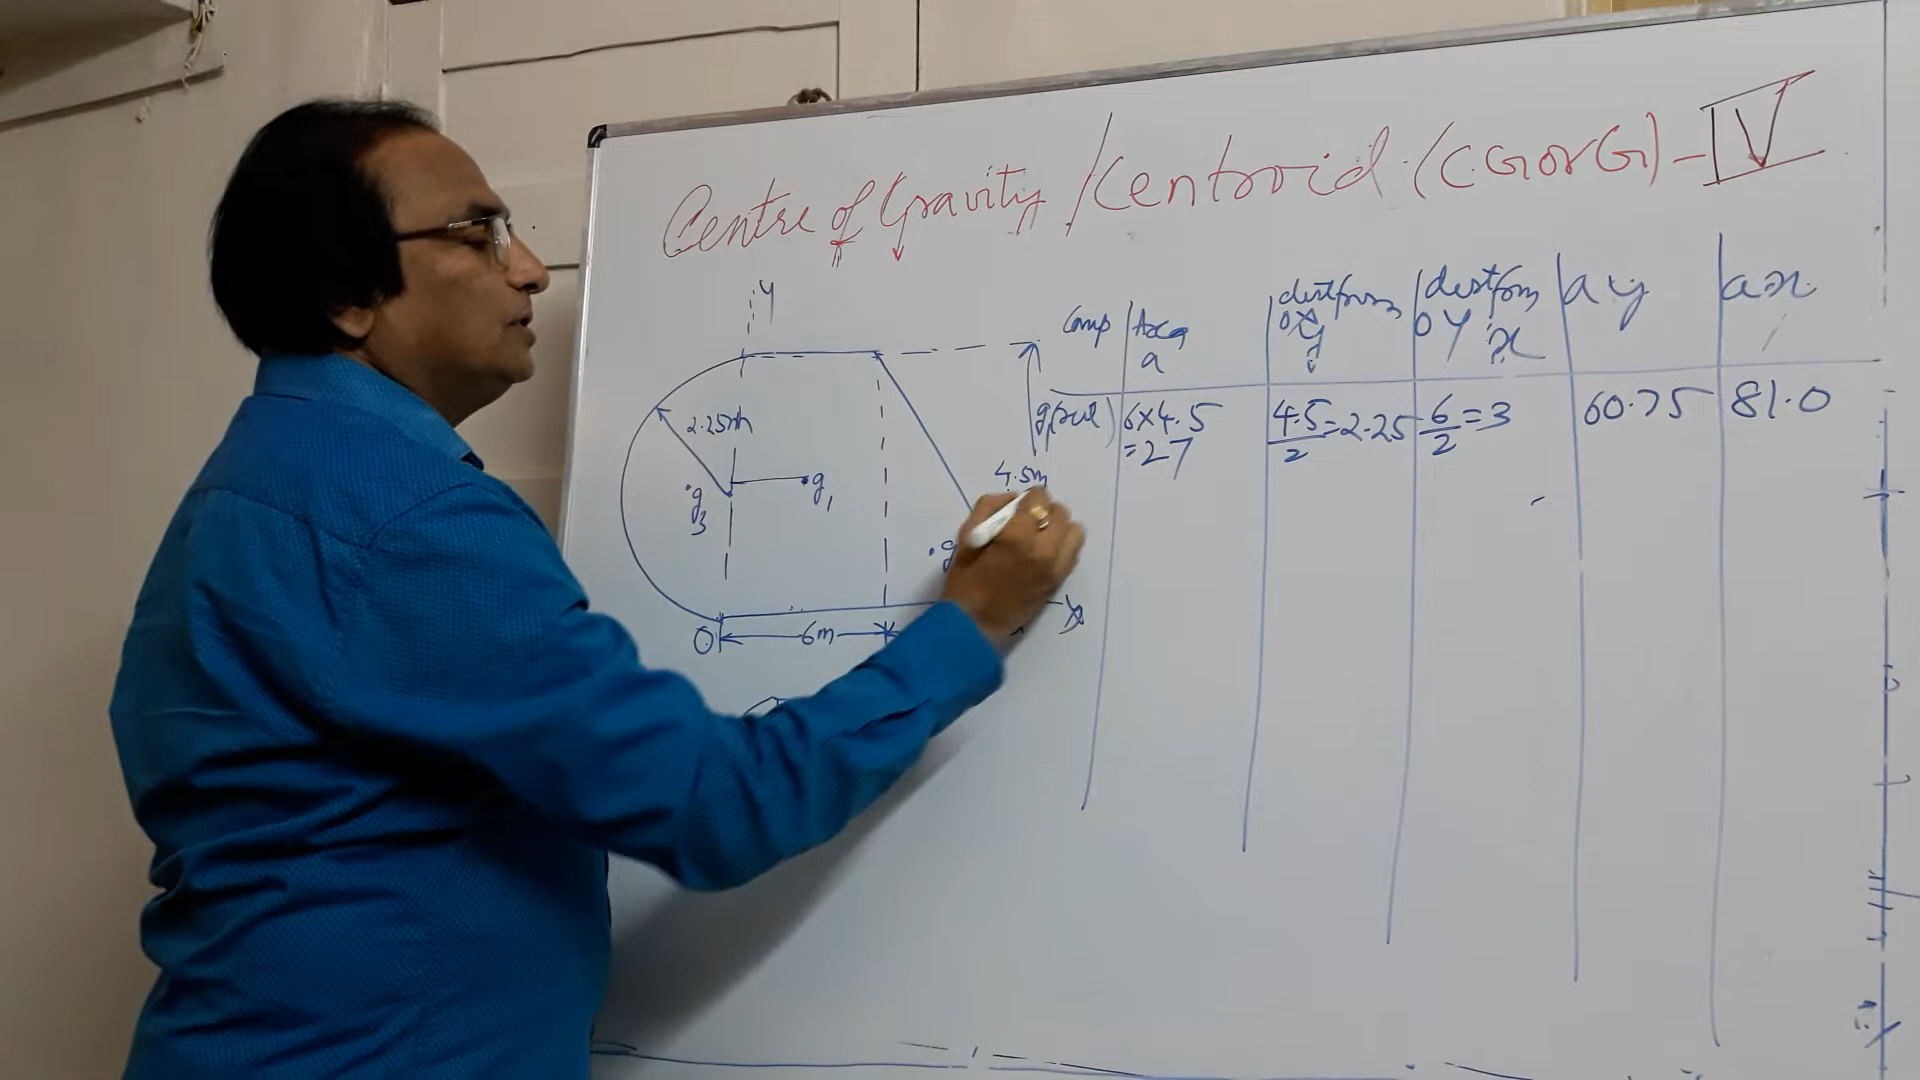 Centre of Gravity / Centroid (C.G or G) - IV
Y
2.25m
g1
g3
4.5m
O
6m
X
Comp
Area a
dist from OX y
dist from OY x
ay
ax
g1
6×4.5 =27
4.5/2=2.25
6/2=3
60.75
81.0